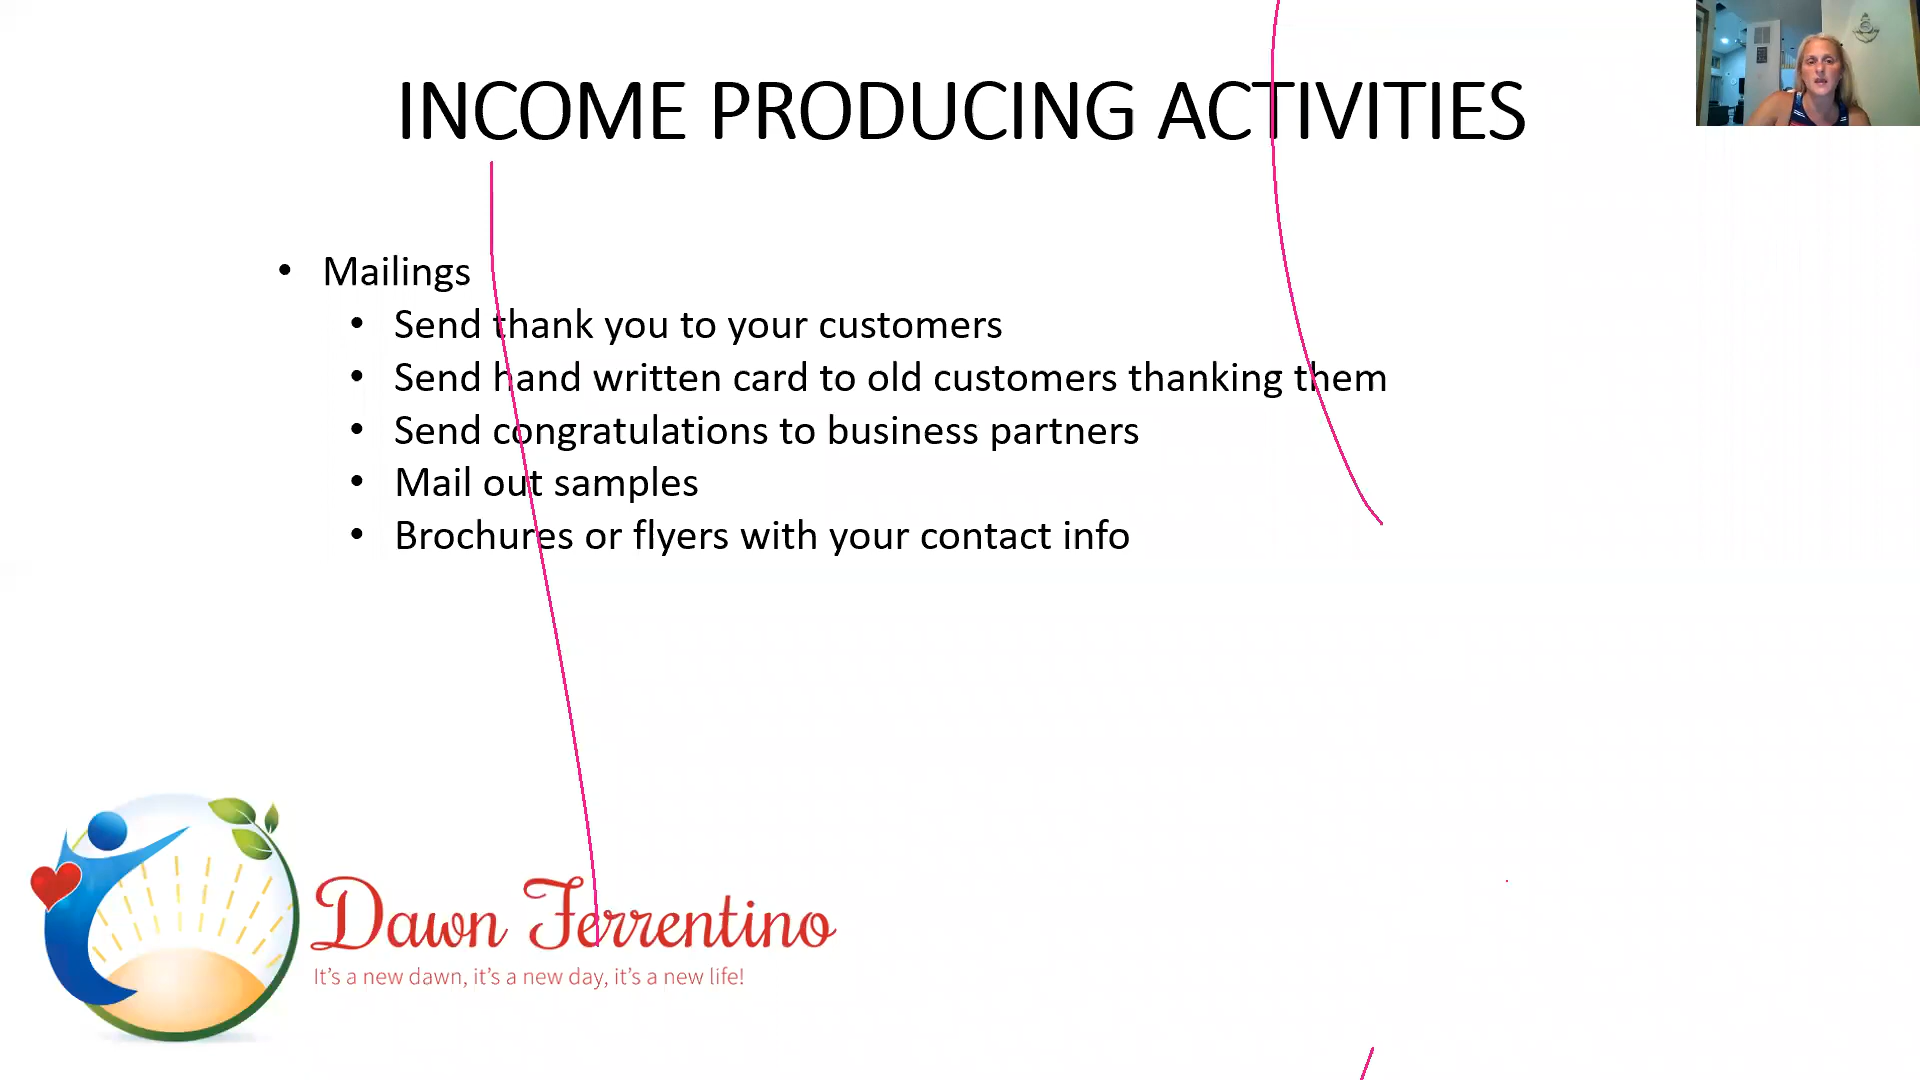 INCOME PRODUCING ACTIVITIES
• Mailings
• Send thank you to your customers
• Send hand written card to old customers thanking them
• Send congratulations to business partners
• Mail out samples
• Brochures or flyers with your contact info
Dawn Ferrentino
It's a new dawn, it's a new day, it's a new life!